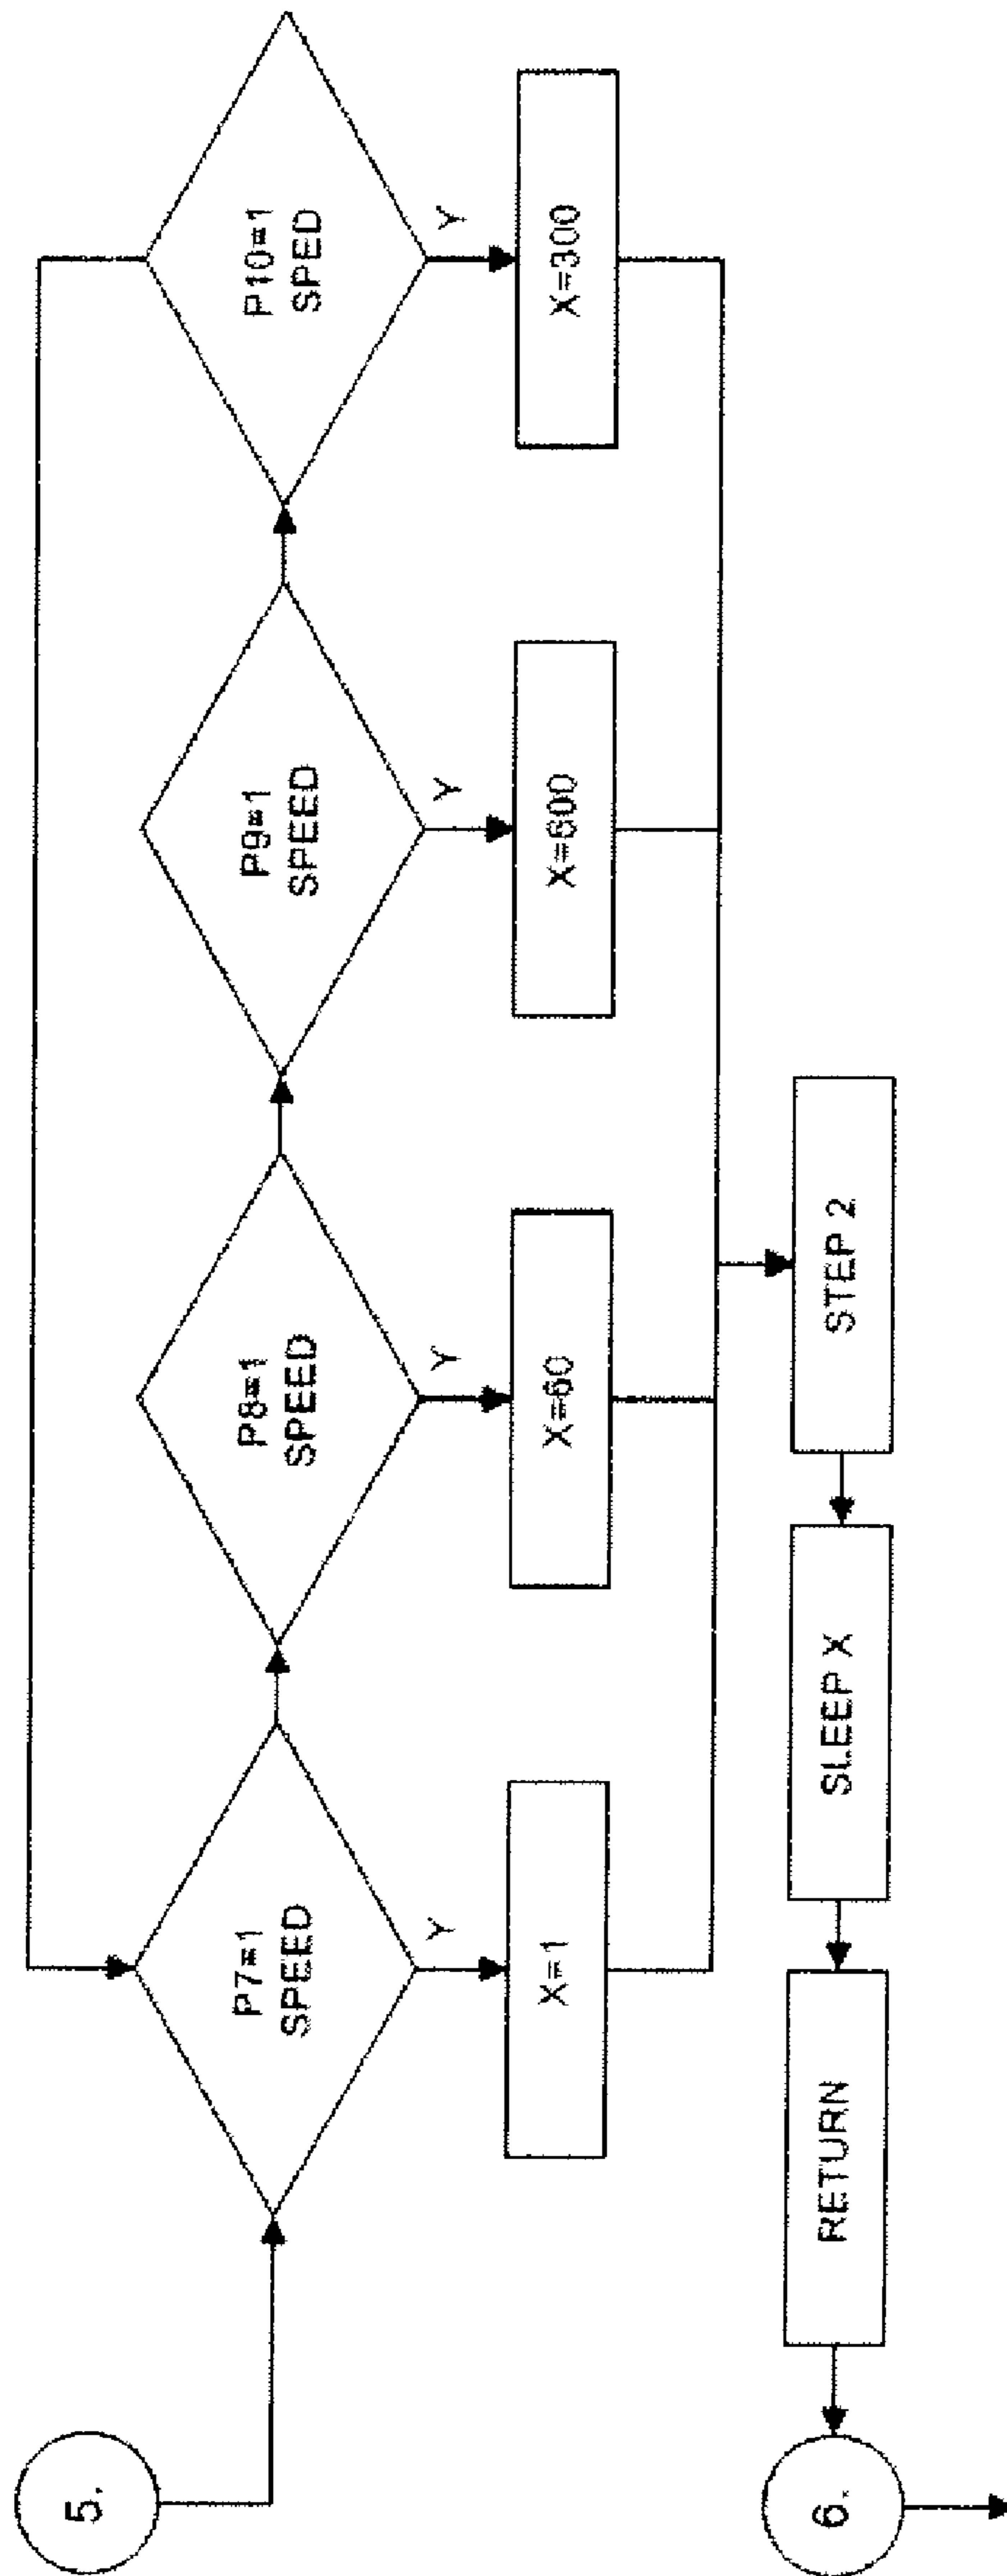 5.
P7=1
SPEED
P8=1
SPEED
P9=1
SPEED
P10=1
SPED
Y
Y
Y
Y
X=1
X=60
X=600
X=300
STEP 2
SLEEP X
RETURN
6.